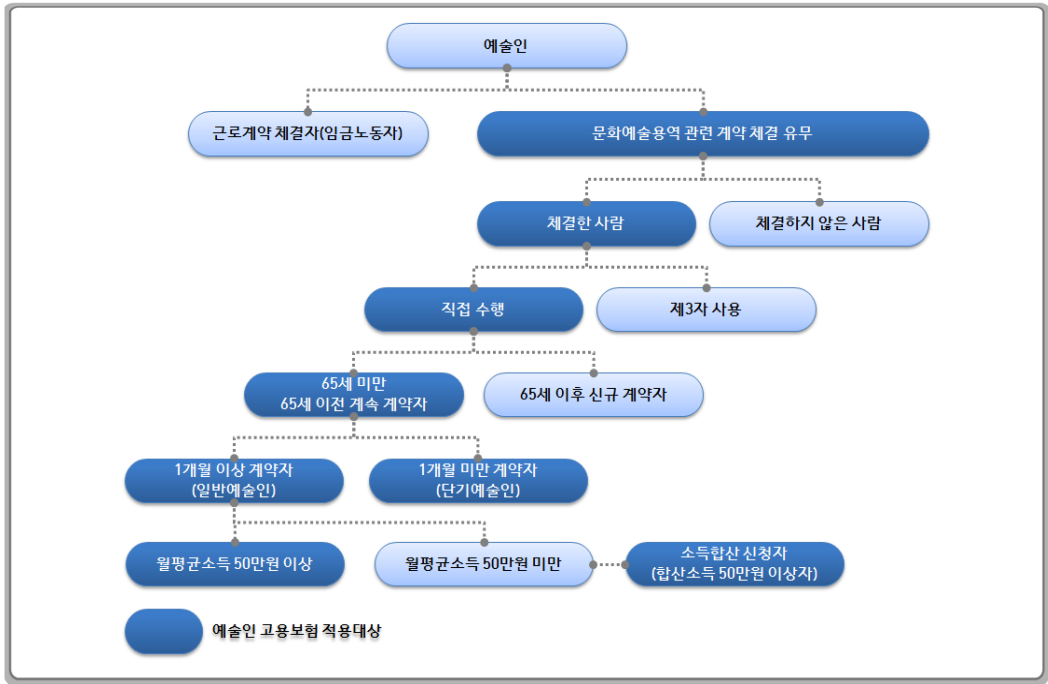 예술인
근로계약 체결자(임금노동자)
문화예술용역 관련 계약 체결 유무
체결한 사람
체결하지 않은 사람
직접 수행
제3자 사용
65세 미만
65세 이전 계속 계약자
65세 이후 신규 계약자
1개월 이상 계약자
(일반예술인)
1개월 미만 계약자
(단기예술인)
월평균소득 50만원 이상
월평균소득 50만원 미만
소득합산 신청자
(합산소득 50만원 이상자)
예술인 고용보험 적용대상